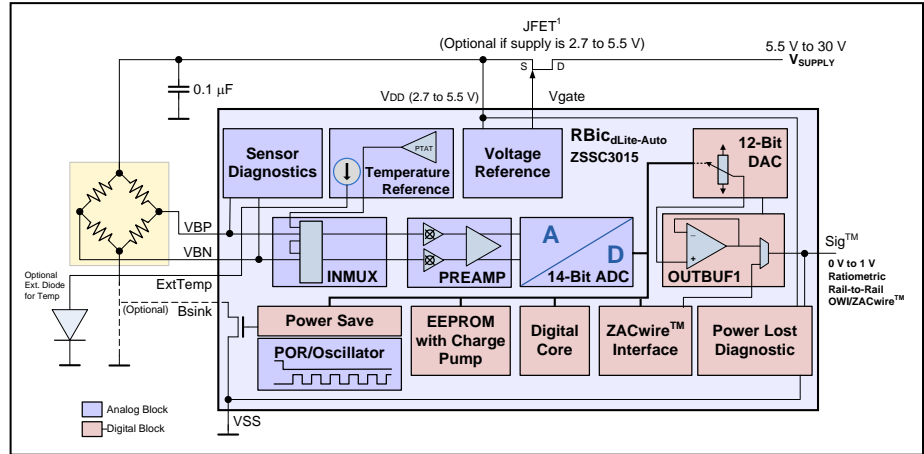 JFET1
(Optional if supply is 2.7 to 5.5 V)
5.5 V to 30 V
VSUPPLY
S
D
0.1 µF
VDD (2.7 to 5.5 V)
Vgate
RBicdLite-Auto
ZSSC3015
Sensor
Diagnostics
PTAT
Temperature
Reference
Voltage
Reference
12-Bit
DAC
VBP
VBN
INMUX
PREAMP
A
D
14-Bit ADC
OUTBUF1
Sig™
0 V to 1 V
Ratiometric
Rail-to-Rail
OWI/ZACwire™
Optional
Ext. Diode
for Temp
ExtTemp
(Optional)
Bsink
Power Save
POR/Oscillator
EEPROM
with Charge
Pump
Digital
Core
ZACwire™
Interface
Power Lost
Diagnostic
Analog Block
Digital Block
VSS